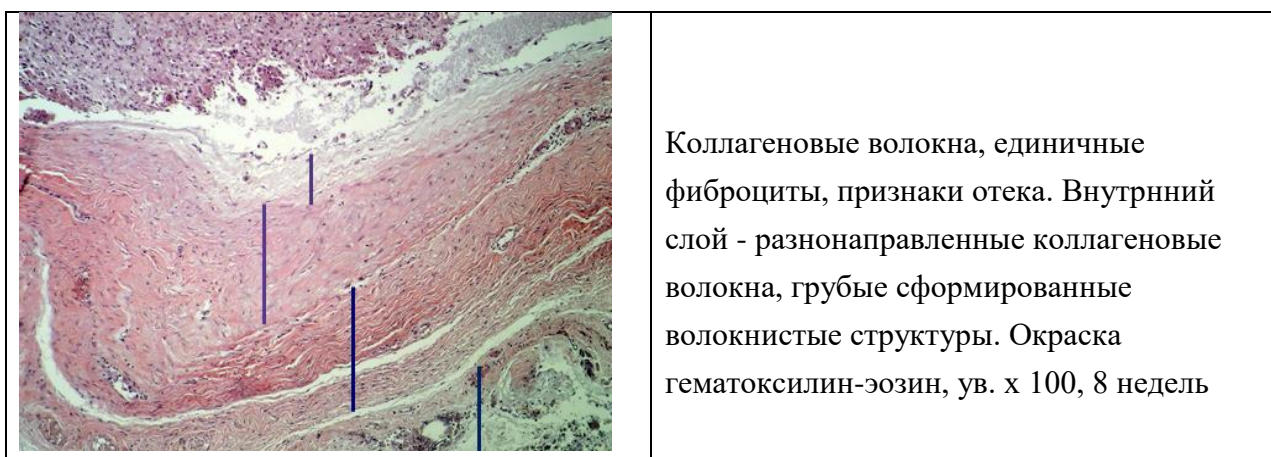 Коллагеновые волокна, единичные
фиброциты, признаки отека. Внутрнний
слой - разнонаправленные коллагеновые
волокна, грубые сформированные
волокнистые структуры. Окраска
гематоксилин-эозин, ув. х 100, 8 недель